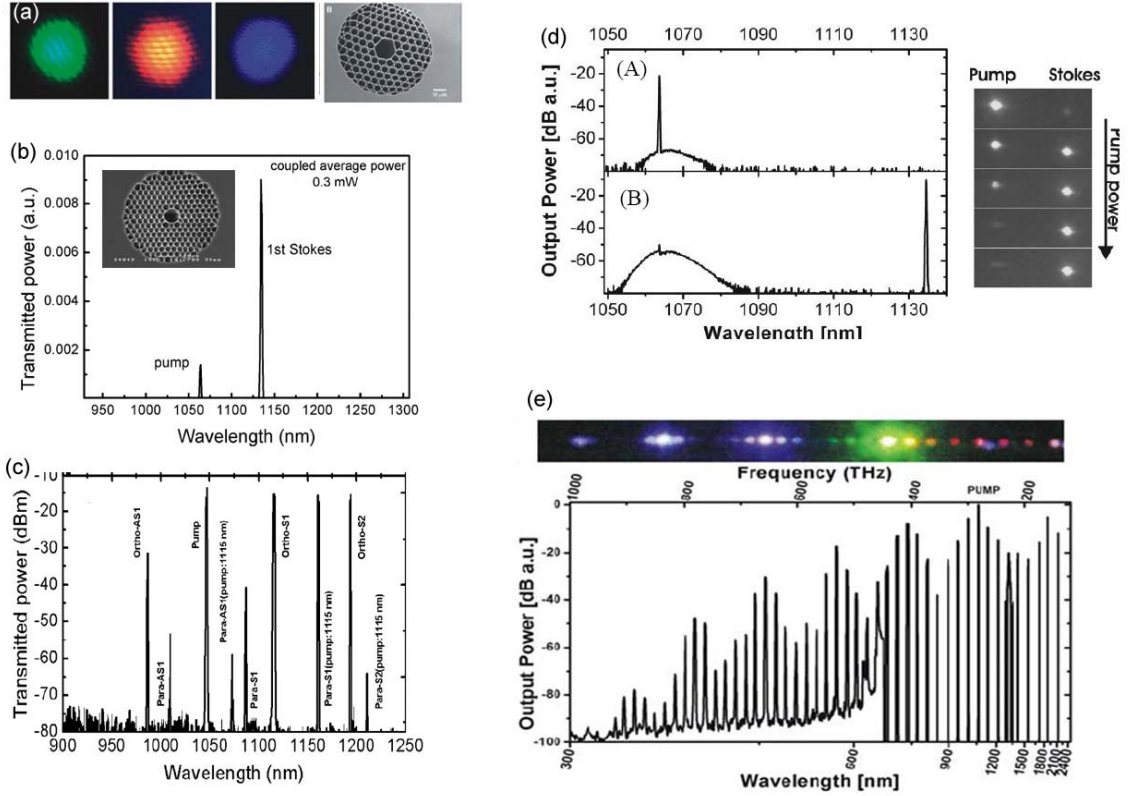 (a)
B
(b)
0.010
0.008
0.006
0.004
0.002
Transmitted power (a.u.)
coupled average power
0.3 mW
1st Stokes
pump
950 1000 1050 1100 1150 1200 1250 1300
Wavelength (nm)
(c)
-10
-20
-30
-40
-50
-60
-70
-80
Transmitted power (dBm)
Ortho-AS1
Para-AS1
Pump
Para-AS1(pump:1115 nm)
Para-S1
Ortho-S1
Para-S1(pump:1115 nm)
Ortho-S2
Para-S2(pump:1115 nm)
900 950 1000 1050 1100 1150 1200 1250
Wavelength (nm)
(d)
1050 1070 1090 1110 1130
(A)
-20
-40
-60
(B)
-20
-40
-60
Output Power [dB a.u.]
1050 1070 1090 1110 1130
Wavelength [nm]
Pump Stokes
power
(e)
Frequency (THz)
1000 800 600 400 200
PUMP
0
-20
-40
-60
-80
-100
Output Power [dB a.u.]
300 600 900 1200 1500 1800 2100 2400
Wavelength [nm]